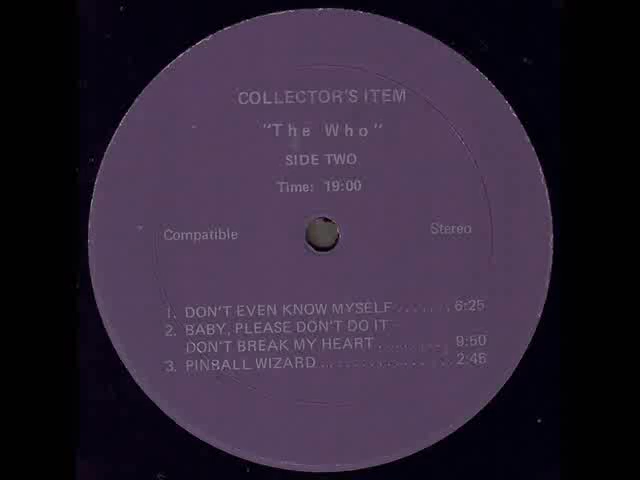 COLLECTOR'S ITEM
"The Who"
SIDE TWO
Time: 19:00
Compatible Stereo
1. DON'T EVEN KNOW MYSELF ....... 6:25
2. BABY, PLEASE DON'T DO IT
DON'T BREAK MY HEART .......... 9:50
3. PINBALL WIZARD ................. 2:45